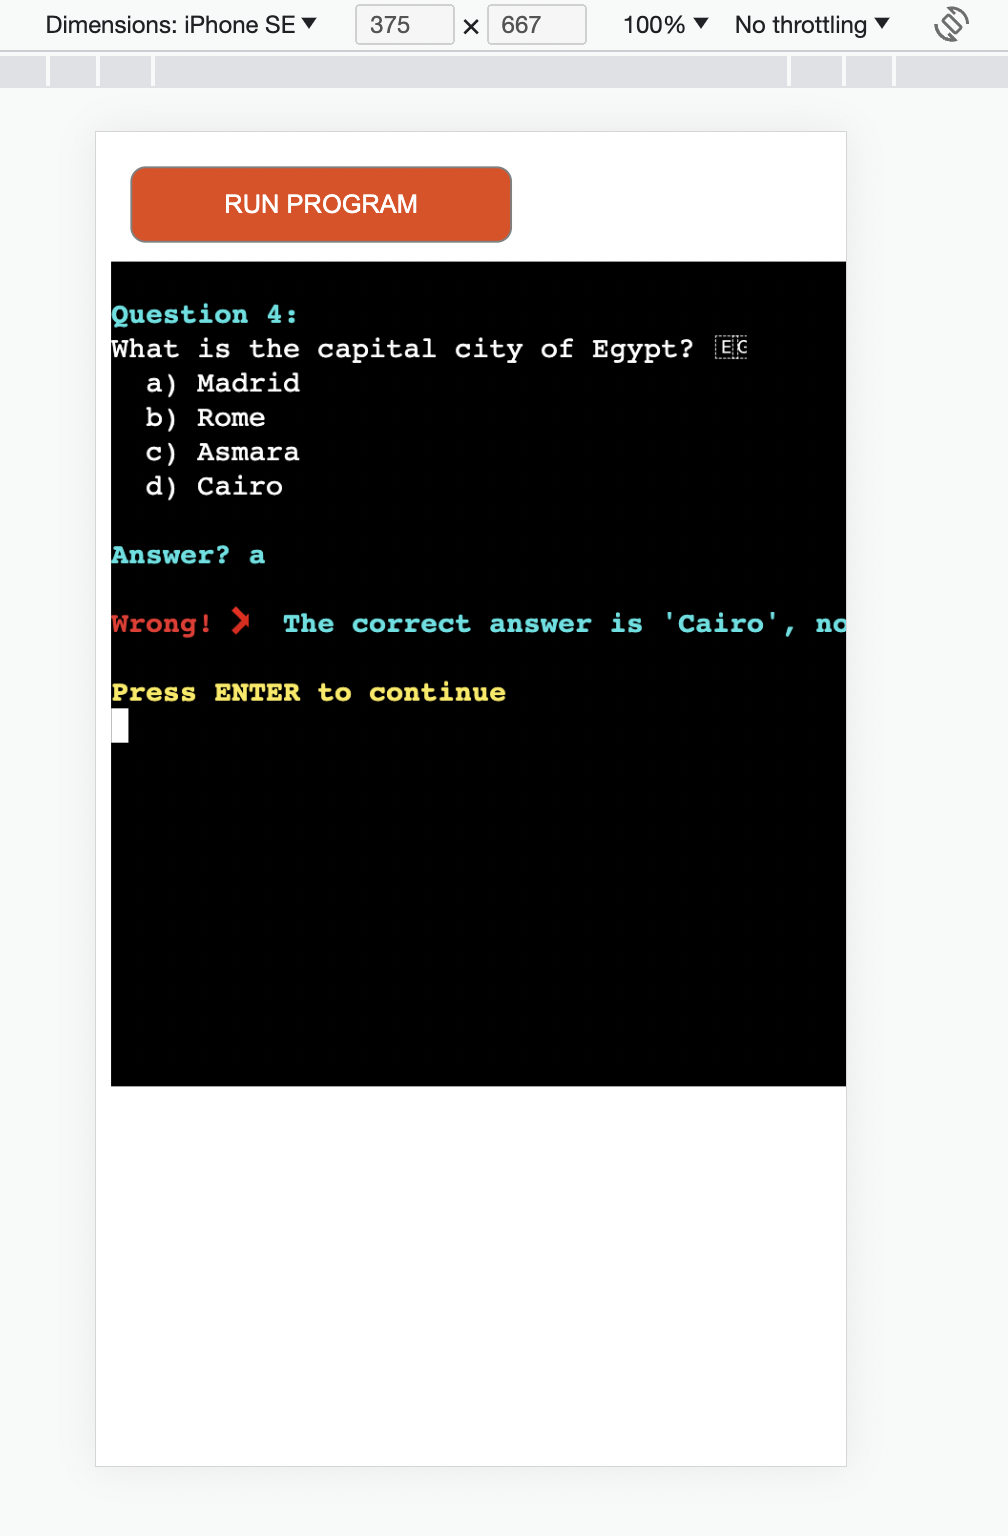 Dimensions: iPhone SE ▼ 375 × 667 100% ▼ No throttling ▼
RUN PROGRAM
Question 4:
What is the capital city of Egypt? 🇪🇬
a) Madrid
b) Rome
c) Asmara
d) Cairo
Answer? a
Wrong! The correct answer is 'Cairo', no
Press ENTER to continue